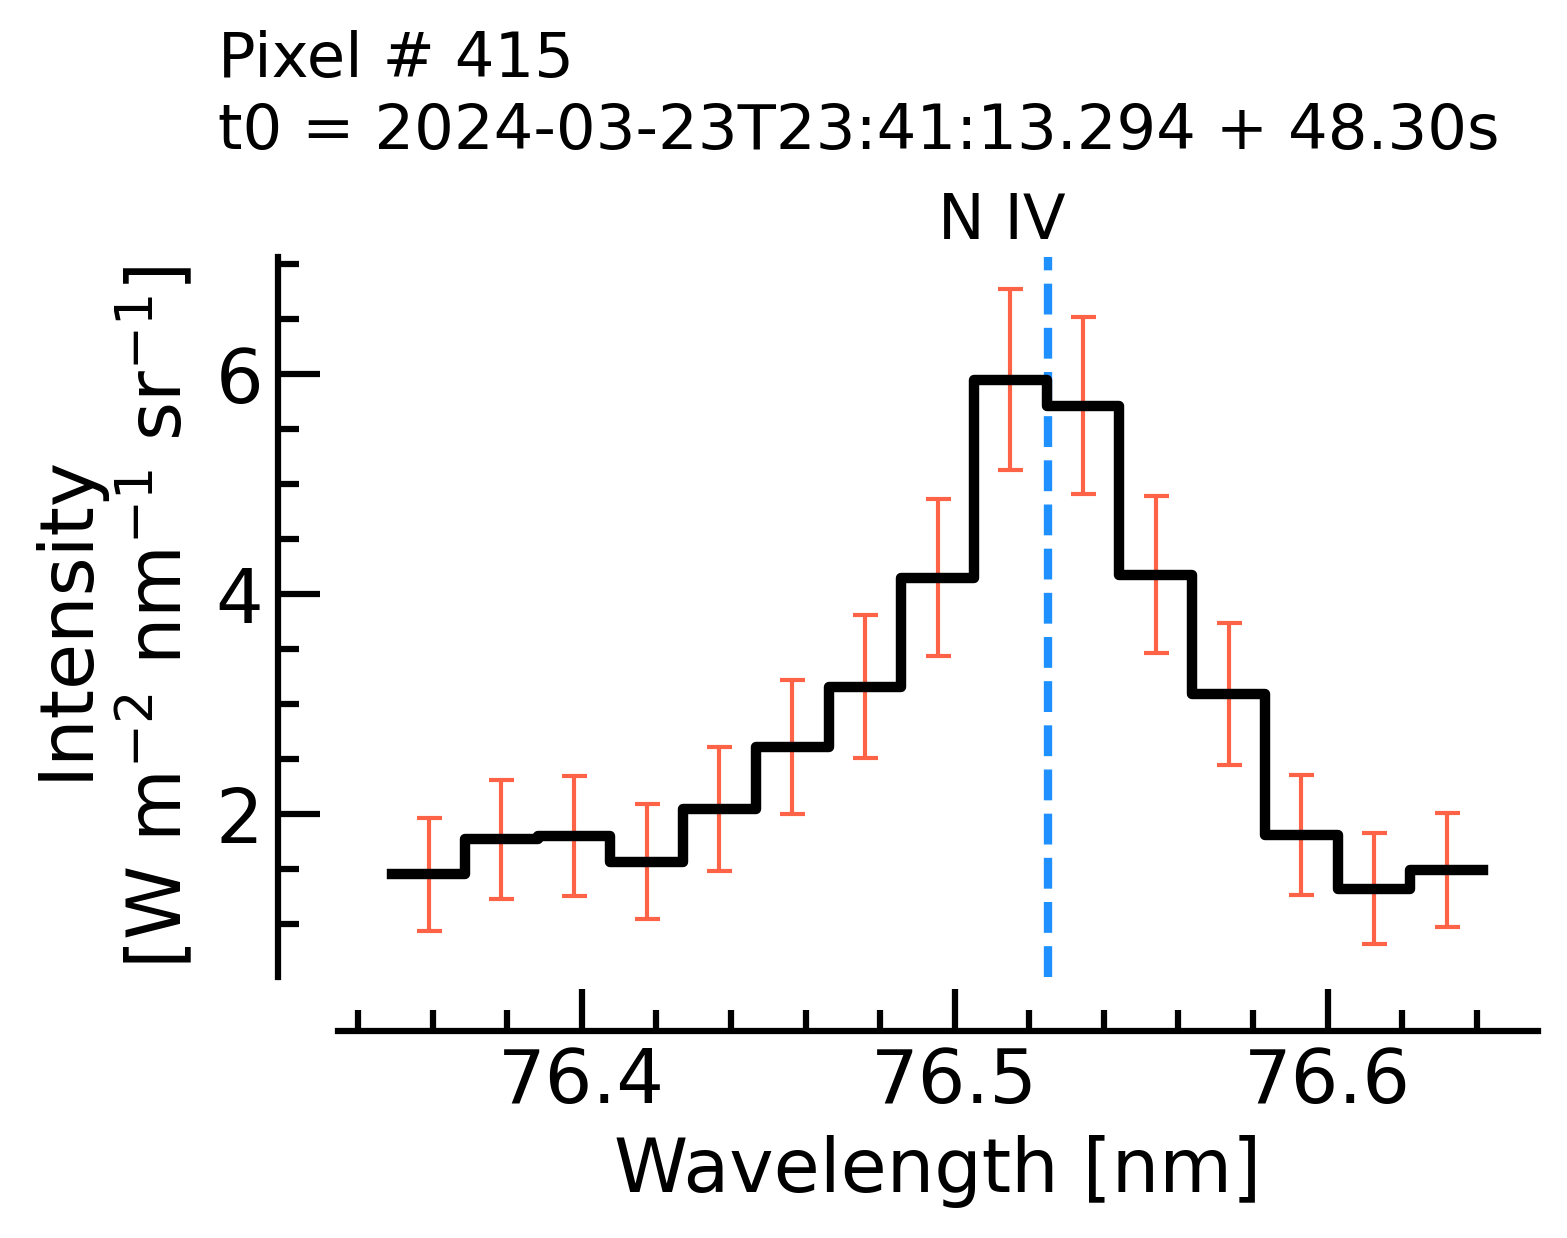 Pixel # 415
t0 = 2024-03-23T23:41:13.294 + 48.30s
N IV
Intensity
[W m⁻² nm⁻¹ sr⁻¹]
6
4
2
76.4 76.5 76.6
Wavelength [nm]